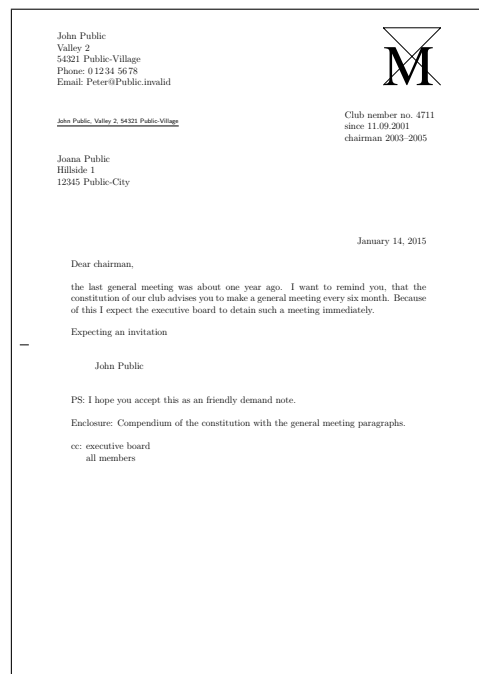 John Public
Valley 2
54321 Public-Village
Phone: 0 12 34 56 78
Email: Peter@Public.invalid
M
John Public, Valley 2, 54321 Public-Village
Club nember no. 4711
since 11.09.2001
chairman 2003–2005
Joana Public
Hillside 1
12345 Public-City
January 14, 2015
Dear chairman,
the last general meeting was about one year ago. I want to remind you, that the
constitution of our club advises you to make a general meeting every six month. Because
of this I expect the executive board to detain such a meeting immediately.
Expecting an invitation
John Public
PS: I hope you accept this as an friendly demand note.
Enclosure: Compendium of the constitution with the general meeting paragraphs.
cc: executive board
all members